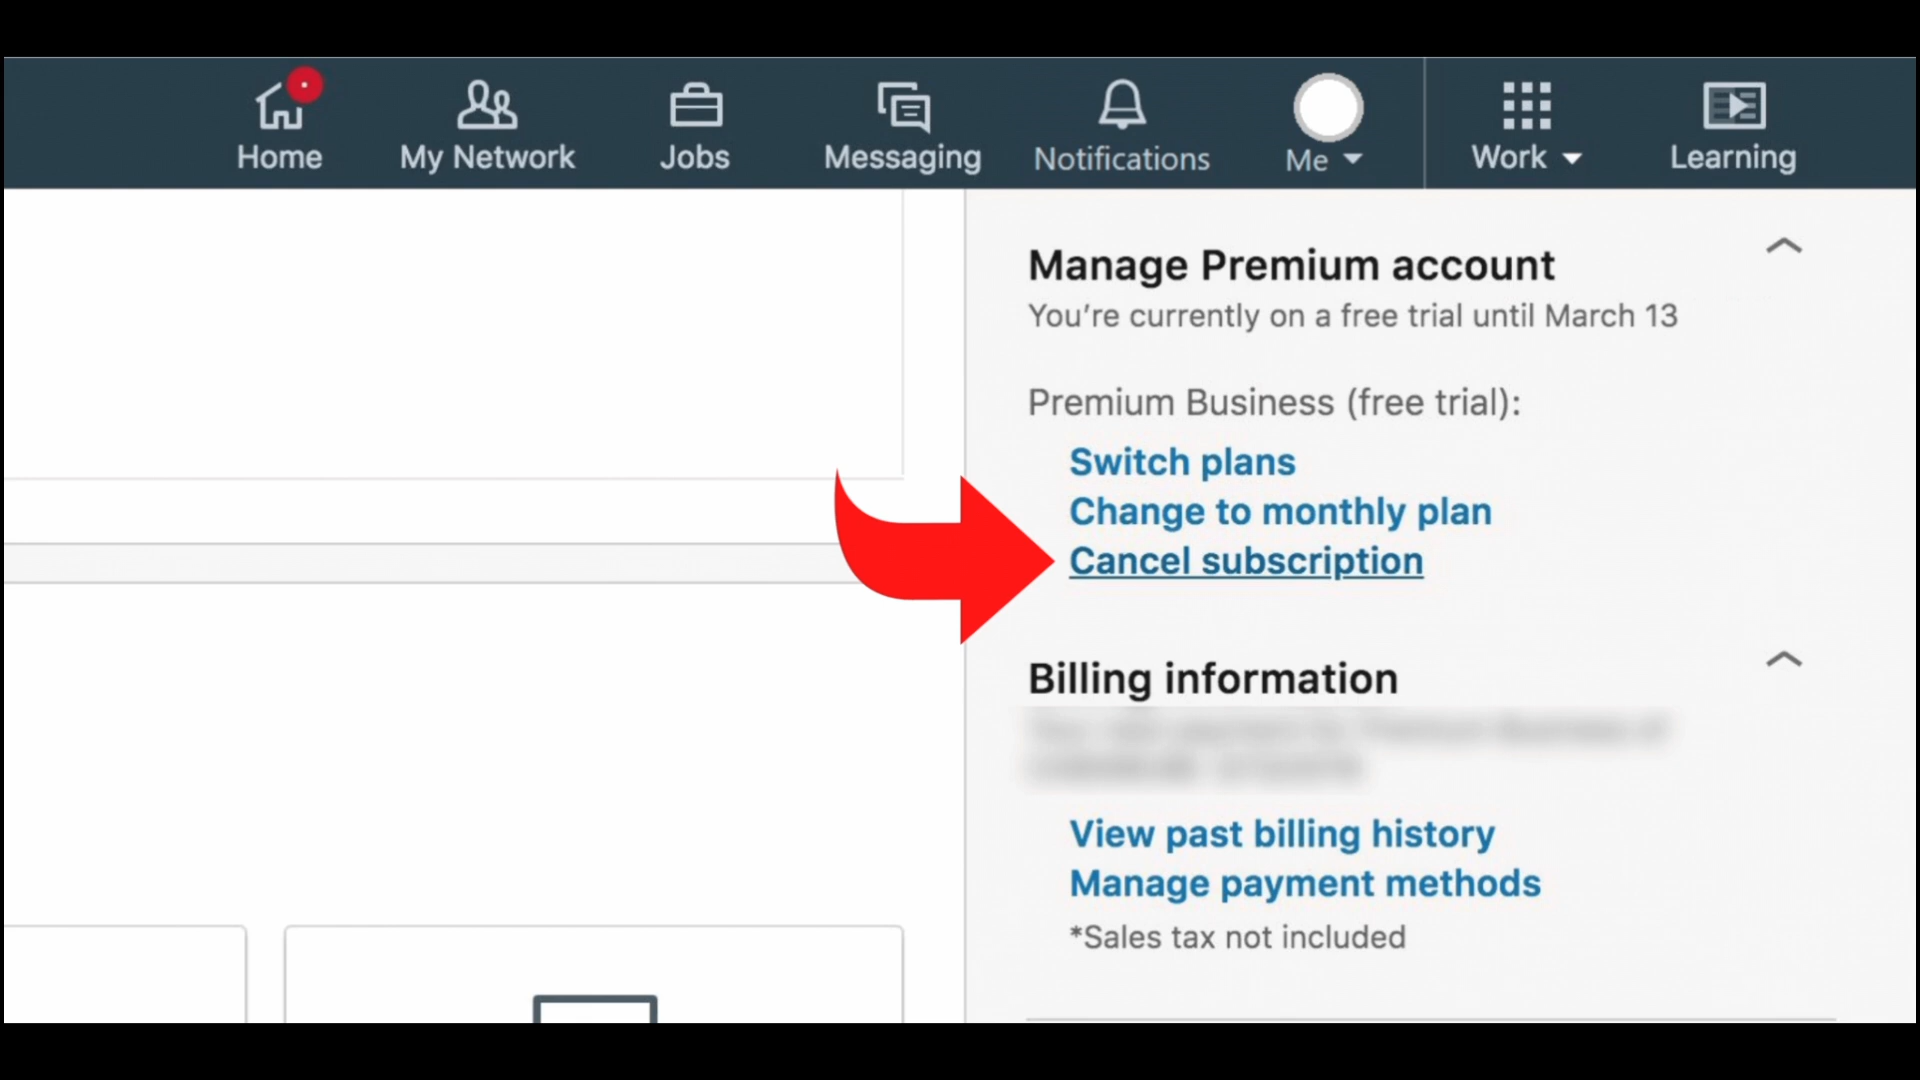 Home
My Network
Jobs
Messaging
Notifications
Me
Work
Learning
Manage Premium account
You're currently on a free trial until March 13
Premium Business (free trial):
Switch plans
Change to monthly plan
Cancel subscription
Billing information
View past billing history
Manage payment methods
*Sales tax not included